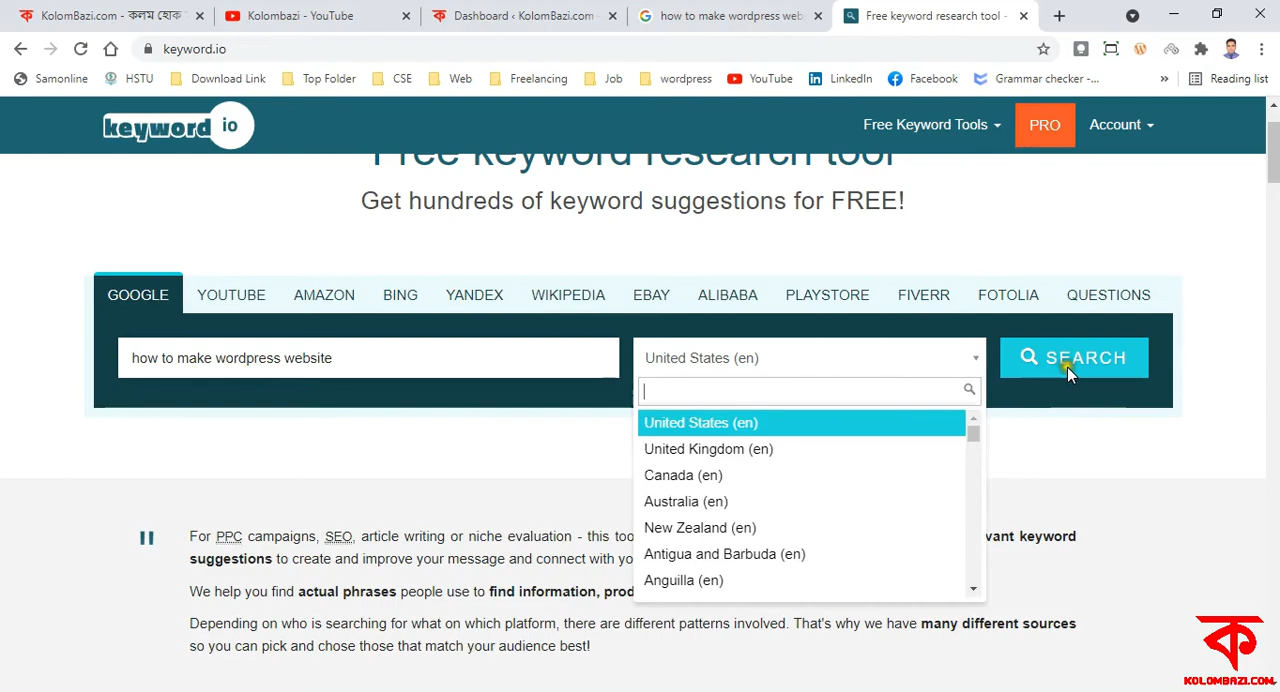 KolomBazi.com - কলম হোক
Kolombazi - YouTube
Dashboard ‹ KolomBazi.com —
how to make wordpress web
Free keyword research tool -
keyword.io
Samonline
HSTU
Download Link
Top Folder
CSE
Web
Freelancing
Job
wordpress
YouTube
LinkedIn
Facebook
Grammar checker -...
»
Reading list
keyword io
Free Keyword Tools
PRO
Account
Free keyword research tool
Get hundreds of keyword suggestions for FREE!
GOOGLE
YOUTUBE
AMAZON
BING
YANDEX
WIKIPEDIA
EBAY
ALIBABA
PLAYSTORE
FIVERR
FOTOLIA
QUESTIONS
how to make wordpress website
United States (en)
SEARCH
United States (en)
United Kingdom (en)
Canada (en)
Australia (en)
New Zealand (en)
Antigua and Barbuda (en)
Anguilla (en)
For PPC campaigns, SEO, article writing or niche evaluation - this too vant keyword
suggestions to create and improve your message and connect with yo
We help you find actual phrases people use to find information, prod
Depending on who is searching for what on which platform, there are different patterns involved. That's why we have many different sources
so you can pick and chose those that match your audience best!
ক
KOLOMBAZI.COM